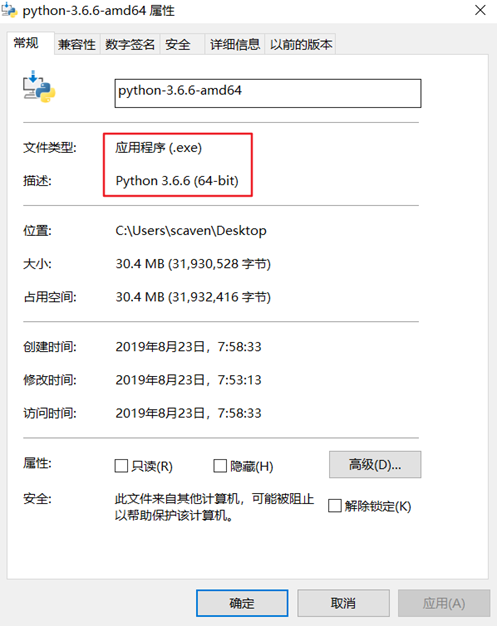 python-3.6.6-amd64 属性
常规 兼容性 数字签名 安全 详细信息 以前的版本
python-3.6.6-amd64
文件类型: 应用程序 (.exe)
描述: Python 3.6.6 (64-bit)
位置: C:\Users\scaven\Desktop
大小: 30.4 MB (31,930,528 字节)
占用空间: 30.4 MB (31,932,416 字节)
创建时间: 2019年8月23日，7:58:33
修改时间: 2019年8月23日，7:53:13
访问时间: 2019年8月23日，7:58:33
属性: 只读(R) 隐藏(H) 高级(D)...
安全: 此文件来自其他计算机，可能被阻止
以帮助保护该计算机。 解除锁定(K)
确定 取消 应用(A)